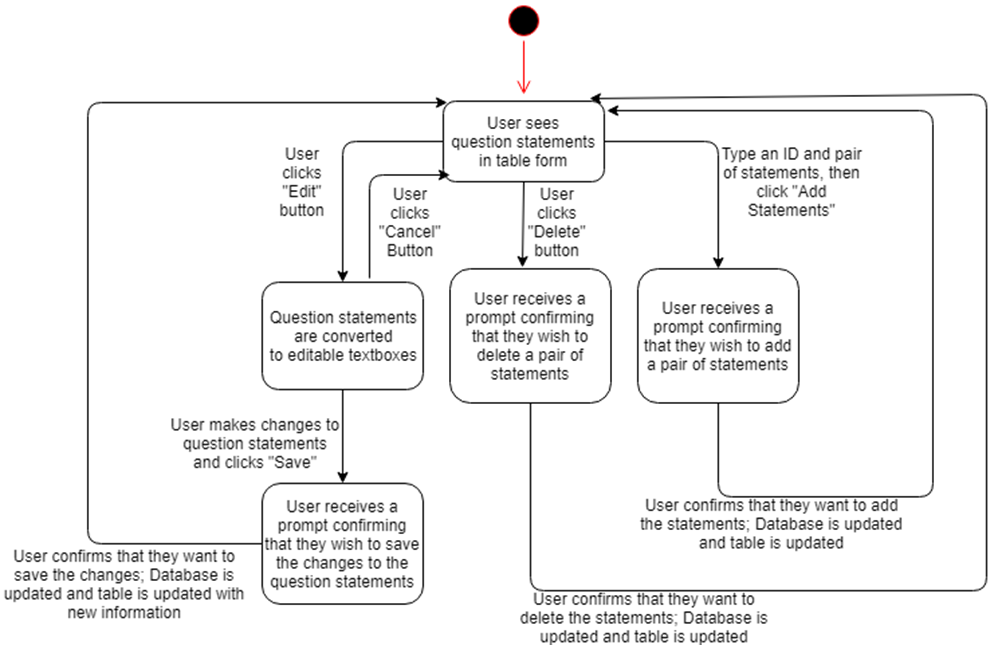 User sees
question statements
in table form
User
clicks
"Edit"
button
User
clicks
"Cancel"
Button
User
clicks
"Delete"
button
Type an ID and pair
of statements, then
click "Add
Statements"
Question statements
are converted
to editable textboxes
User receives a
prompt confirming
that they wish to
delete a pair of
statements
User receives a
prompt confirming
that they wish to add
a pair of statements
User makes changes to
question statements
and clicks "Save"
User receives a
prompt confirming
that they wish to save
the changes to the
question statements
User confirms that they want to
save the changes; Database is
updated and table is updated with
new information
User confirms that they want to add
the statements; Database is updated
and table is updated
User confirms that they want to
delete the statements; Database is
updated and table is updated